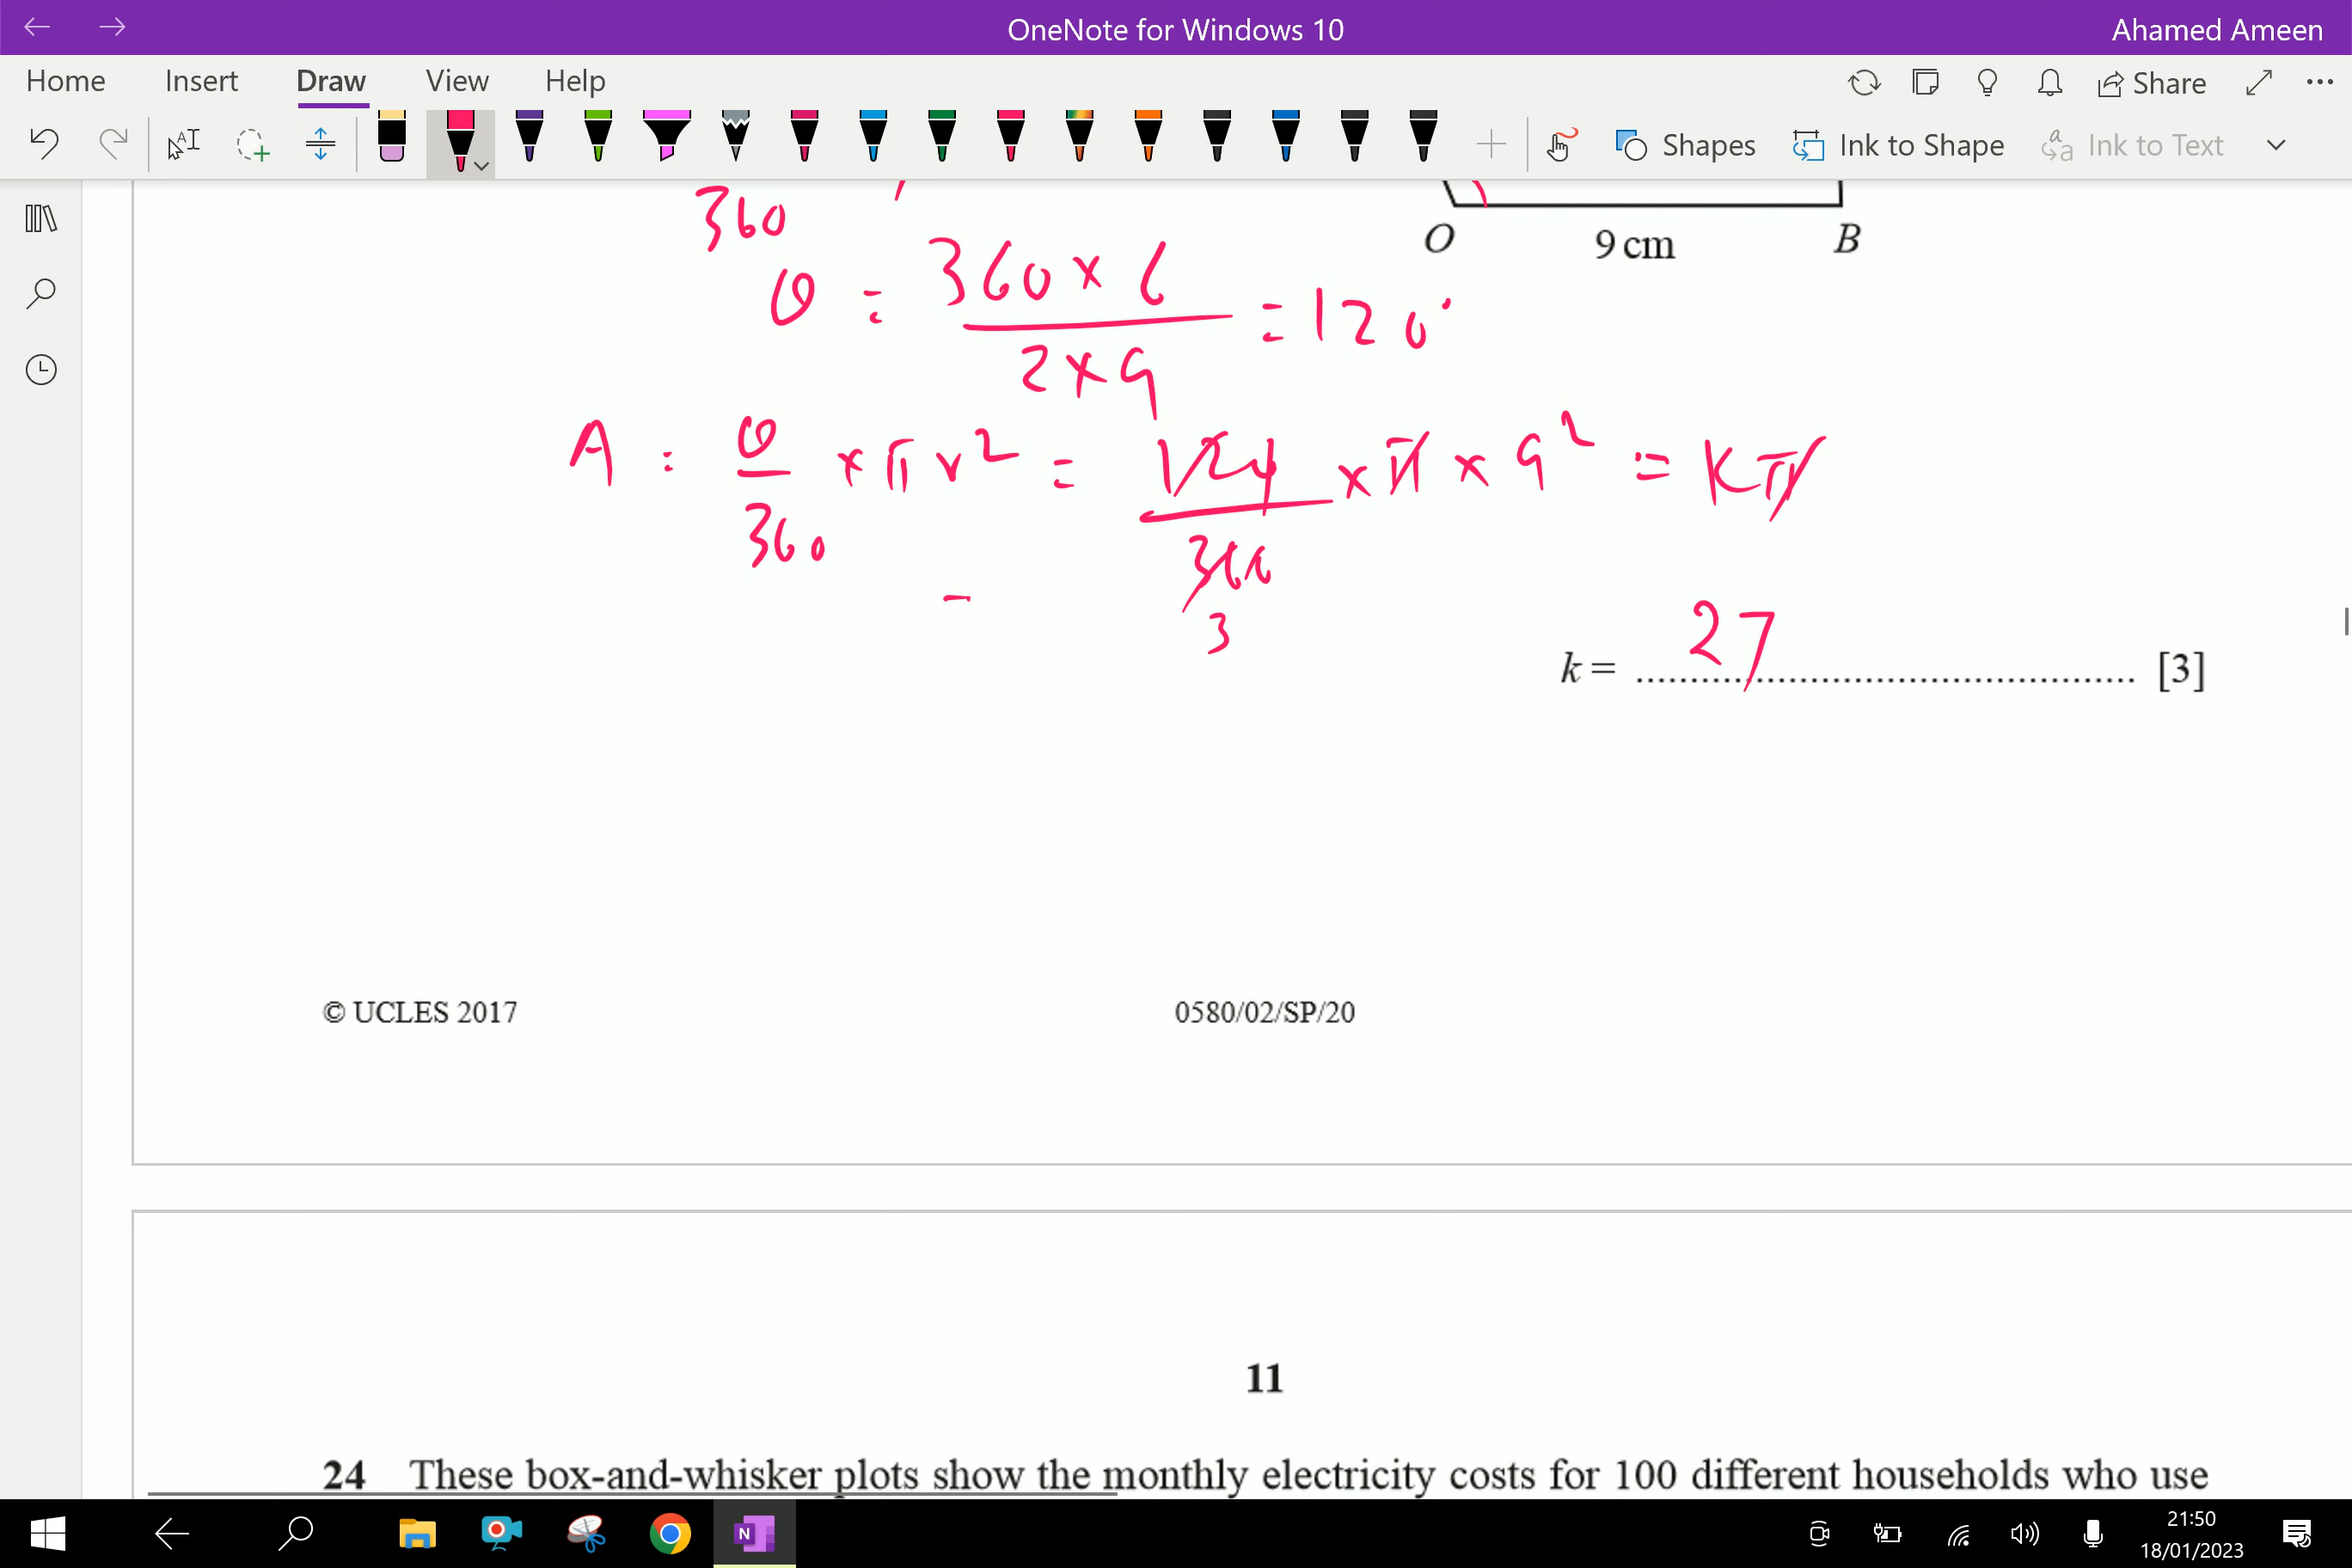 OneNote for Windows 10
Ahamed Ameen
Home Insert Draw View Help
Share
Shapes Ink to Shape Ink to Text
360
O 9 cm B
θ = 360 × 6 / 2 × 9 = 120°
A = θ / 360 × π r² = 120 / 360 × π × 9² = kπ
3
27
k = ........................................ [3]
© UCLES 2017 0580/02/SP/20
11
24 These box-and-whisker plots show the monthly electricity costs for 100 different households who use
N
21:50
18/01/2023